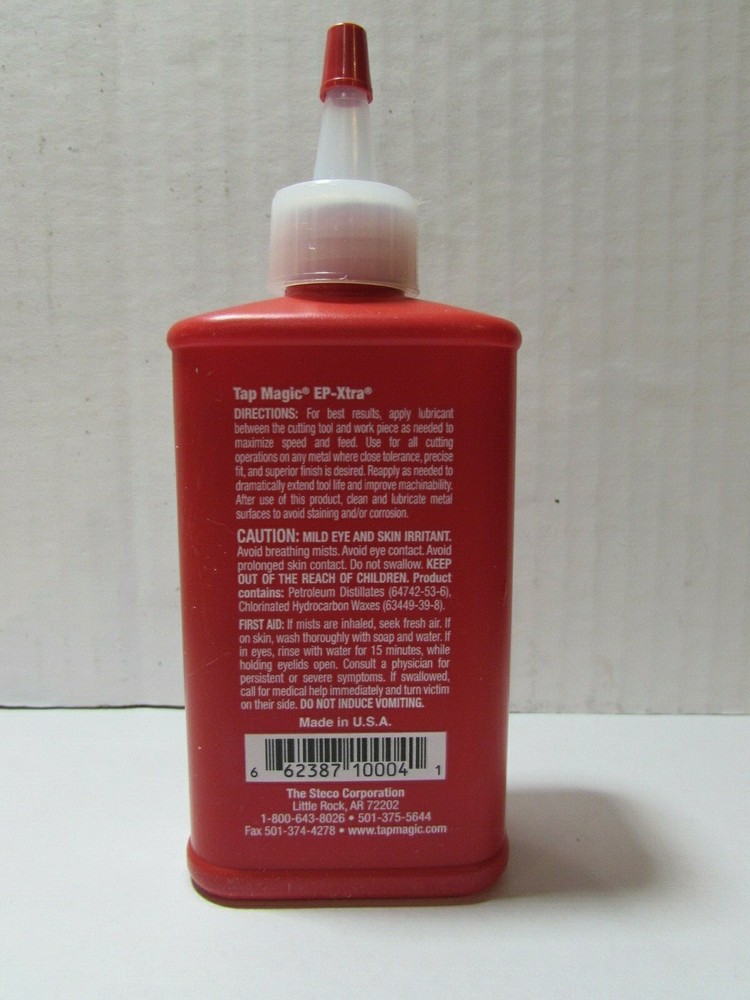 Tap Magic® EP-Xtra®
DIRECTIONS: For best results, apply lubricant
between the cutting tool and work piece as needed to
maximize speed and feed. Use for all cutting
operations on any metal where close tolerance, precise
fit, and superior finish is desired. Reapply as needed to
dramatically extend tool life and improve machinability.
After use of this product, clean and lubricate metal
surfaces to avoid staining and/or corrosion.
CAUTION: MILD EYE AND SKIN IRRITANT.
Avoid breathing mists. Avoid eye contact. Avoid
prolonged skin contact. Do not swallow. KEEP
OUT OF THE REACH OF CHILDREN. Product
contains: Petroleum Distillates (64742-53-6),
Chlorinated Hydrocarbon Waxes (63449-39-8).
FIRST AID: If mists are inhaled, seek fresh air. If
on skin, wash thoroughly with soap and water. If
in eyes, rinse with water for 15 minutes, while
holding eyelids open. Consult a physician for
persistent or severe symptoms. If swallowed,
call for medical help immediately and turn victim
on their side. DO NOT INDUCE VOMITING.
Made in U.S.A.
6 62387 10004 1
The Steco Corporation
Little Rock, AR 72202
1-800-643-8026 • 501-375-5644
Fax 501-374-4278 • www.tapmagic.com